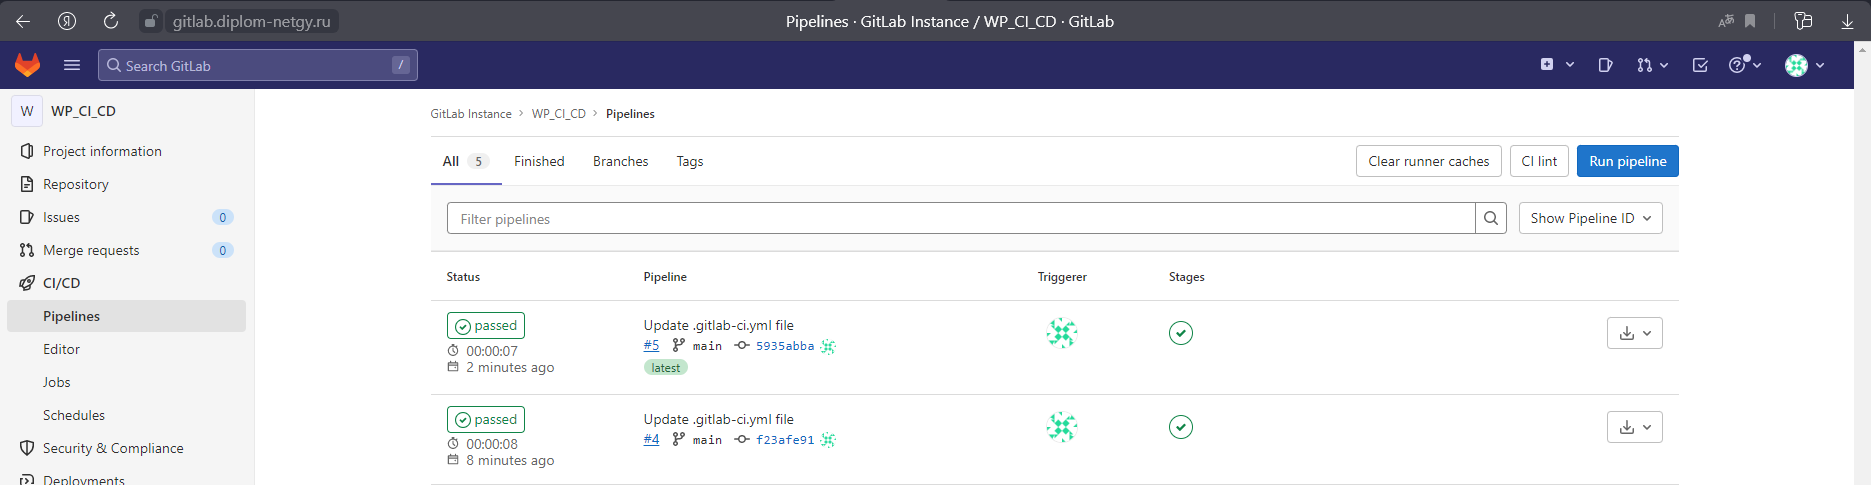 gitlab.diplom-netgy.ru
Pipelines · GitLab Instance / WP_CI_CD · GitLab
Search GitLab /
W WP_CI_CD
Project information
Repository
Issues 0
Merge requests 0
CI/CD
Pipelines
Editor
Jobs
Schedules
Security & Compliance
Deployments
GitLab Instance > WP_CI_CD > Pipelines
All 5 Finished Branches Tags
Clear runner caches CI lint Run pipeline
Filter pipelines
Show Pipeline ID
Status Pipeline Triggerer Stages
passed
00:00:07
2 minutes ago
Update .gitlab-ci.yml file
#5 main 5935abba
latest
passed
00:00:08
8 minutes ago
Update .gitlab-ci.yml file
#4 main f23afe91